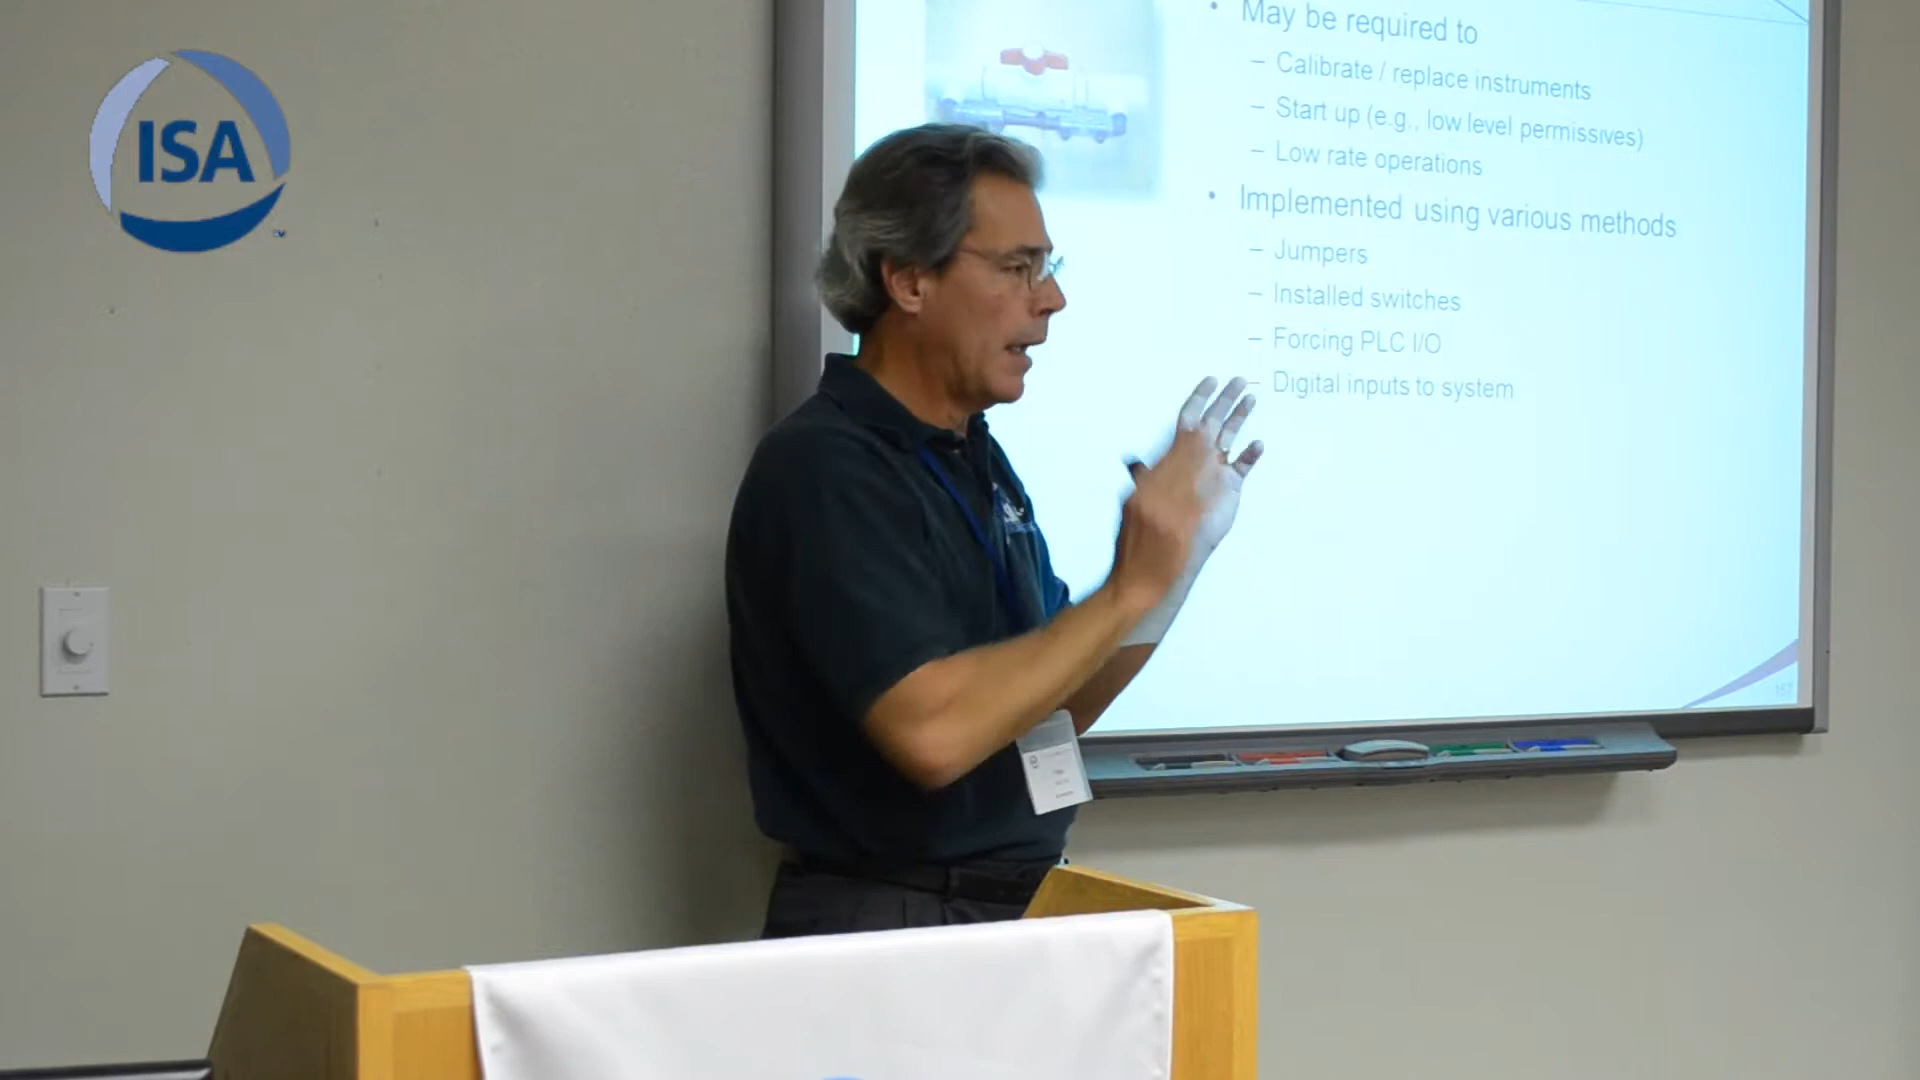 ISA
TM
• May be required to
– Calibrate / replace instruments
– Start up (e.g., low level permissives)
– Low rate operations
• Implemented using various methods
– Jumpers
– Installed switches
– Forcing PLC I/O
– Digital inputs to system